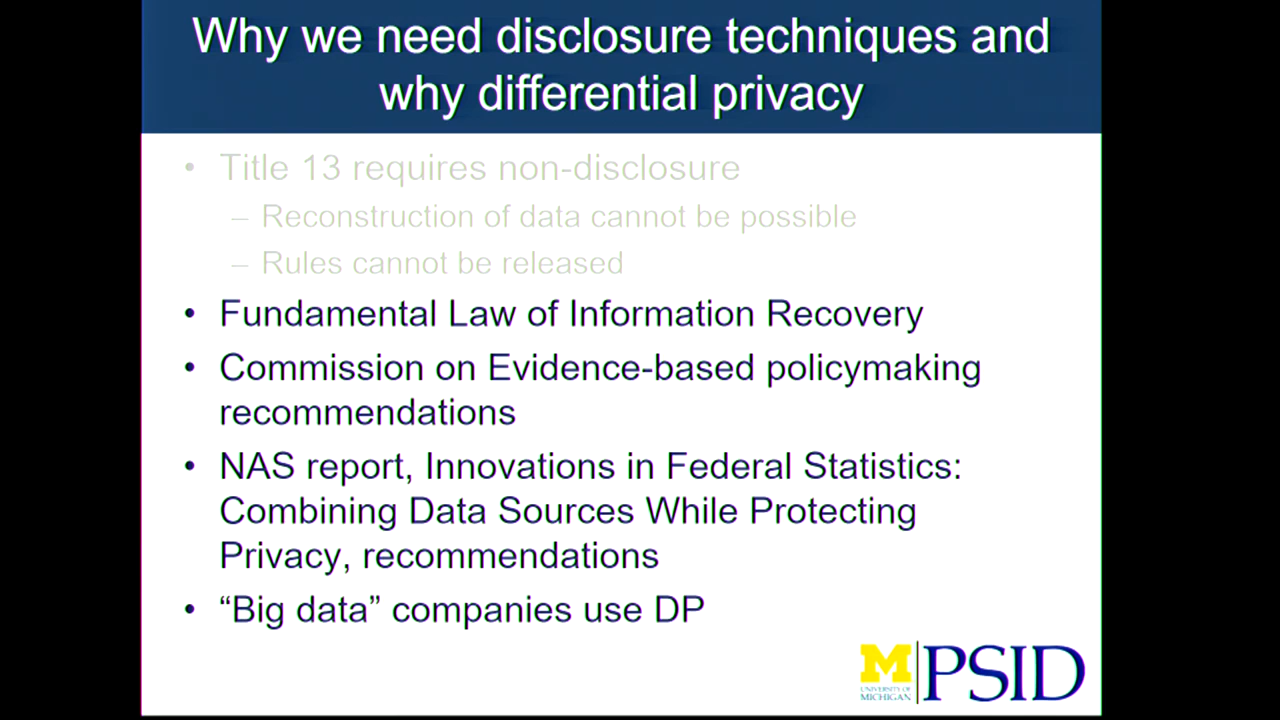 Why we need disclosure techniques and
why differential privacy
• Title 13 requires non-disclosure
– Reconstruction of data cannot be possible
– Rules cannot be released
• Fundamental Law of Information Recovery
• Commission on Evidence-based policymaking
recommendations
• NAS report, Innovations in Federal Statistics:
Combining Data Sources While Protecting
Privacy, recommendations
• “Big data” companies use DP
M PSID
UNIVERSITY OF
MICHIGAN